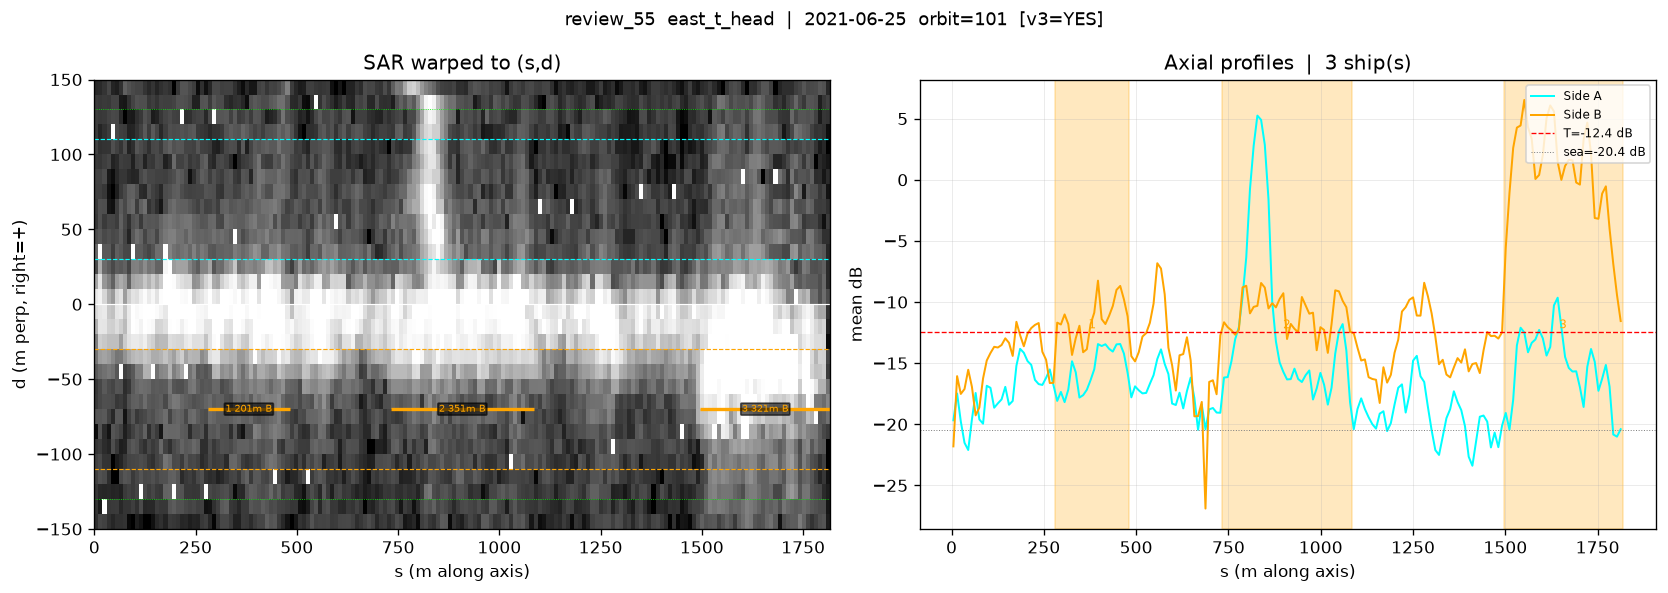 review_55  east_t_head  |  2021-06-25  orbit=101  [v3=YES]
SAR warped to (s,d)
150
100
50
0
−50
−100
−150
d (m perp, right=+)
1 201m B
2 351m B
3 321m B
0
250
500
750
1000
1250
1500
1750
s (m along axis)
Axial profiles  |  3 ship(s)
Side A
Side B
T=-12.4 dB
sea=-20.4 dB
5
0
−5
−10
−15
−20
−25
mean dB
1
2
3
0
250
500
750
1000
1250
1500
1750
s (m along axis)